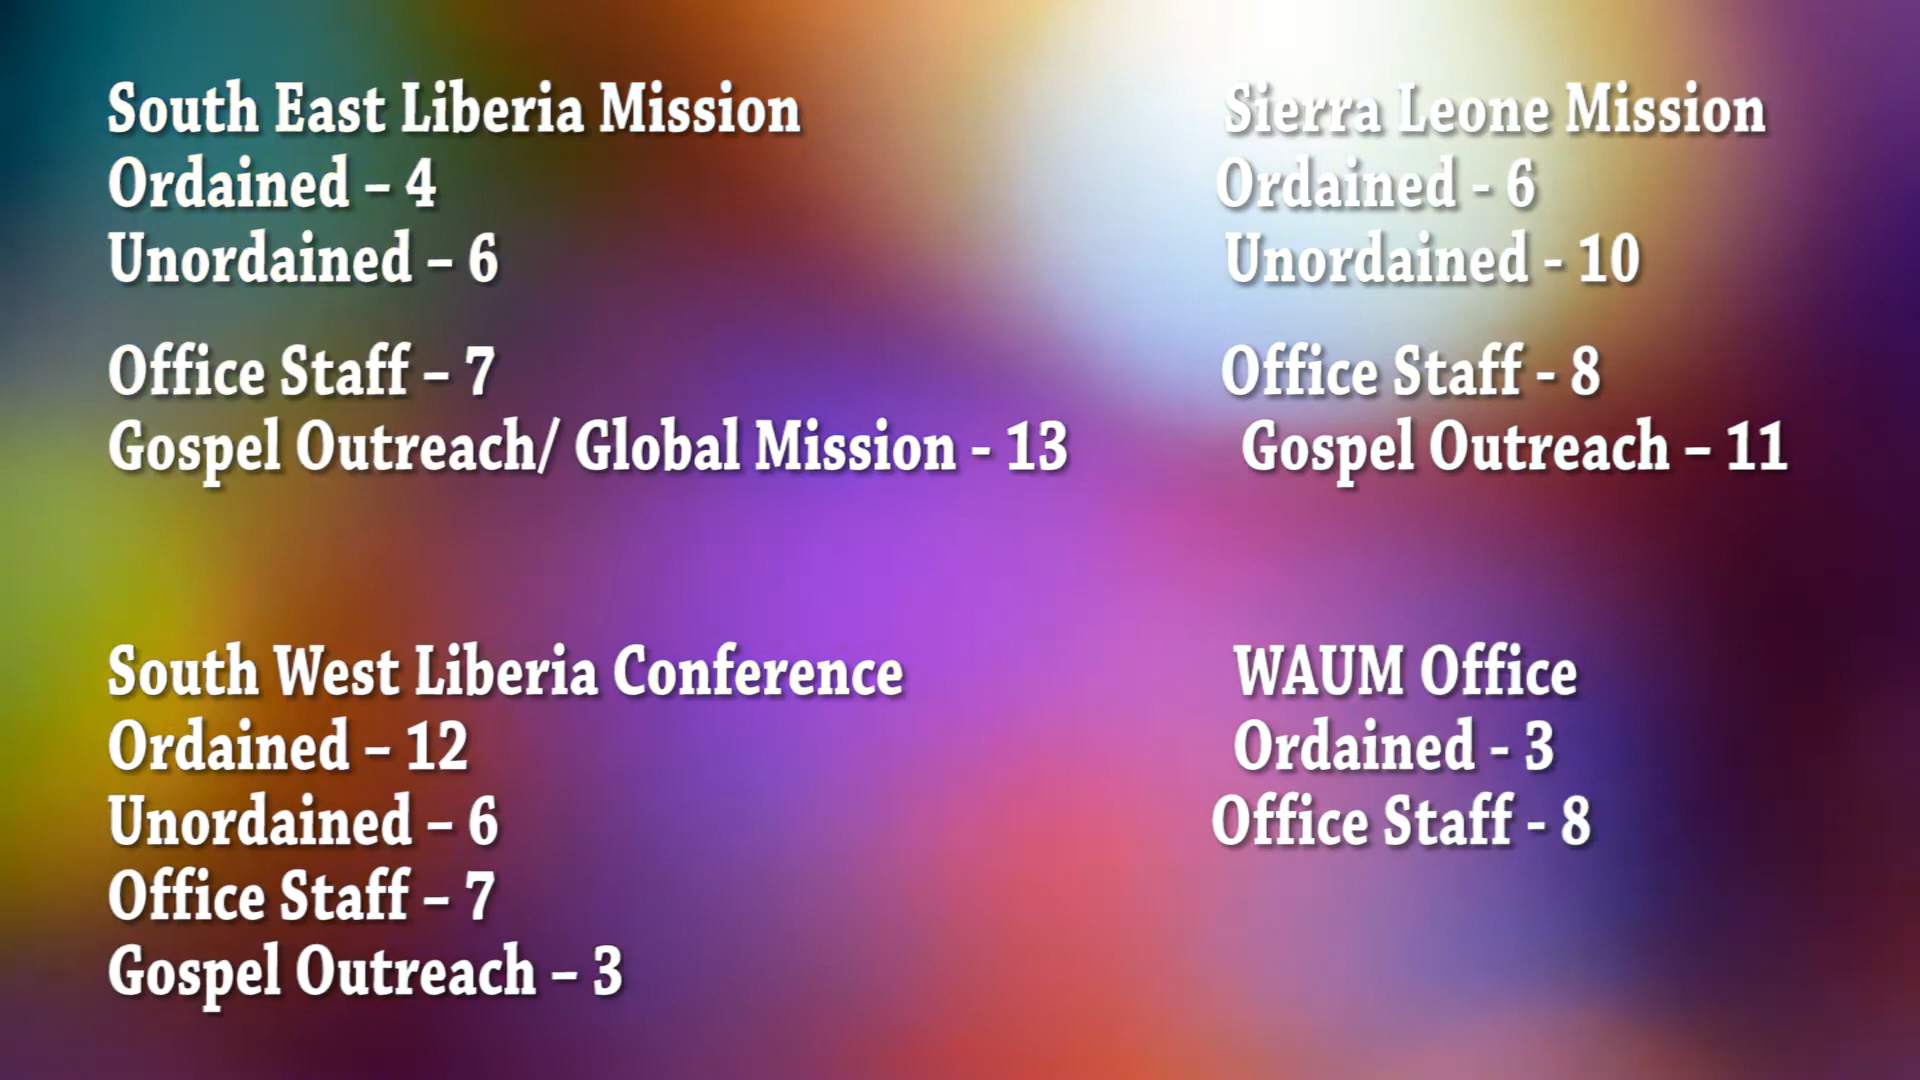 South East Liberia Mission
Ordained – 4
Unordained – 6
Office Staff – 7
Gospel Outreach/ Global Mission - 13
Sierra Leone Mission
Ordained - 6
Unordained - 10
Office Staff - 8
Gospel Outreach – 11
South West Liberia Conference
Ordained – 12
Unordained – 6
Office Staff – 7
Gospel Outreach – 3
WAUM Office
Ordained - 3
Office Staff - 8